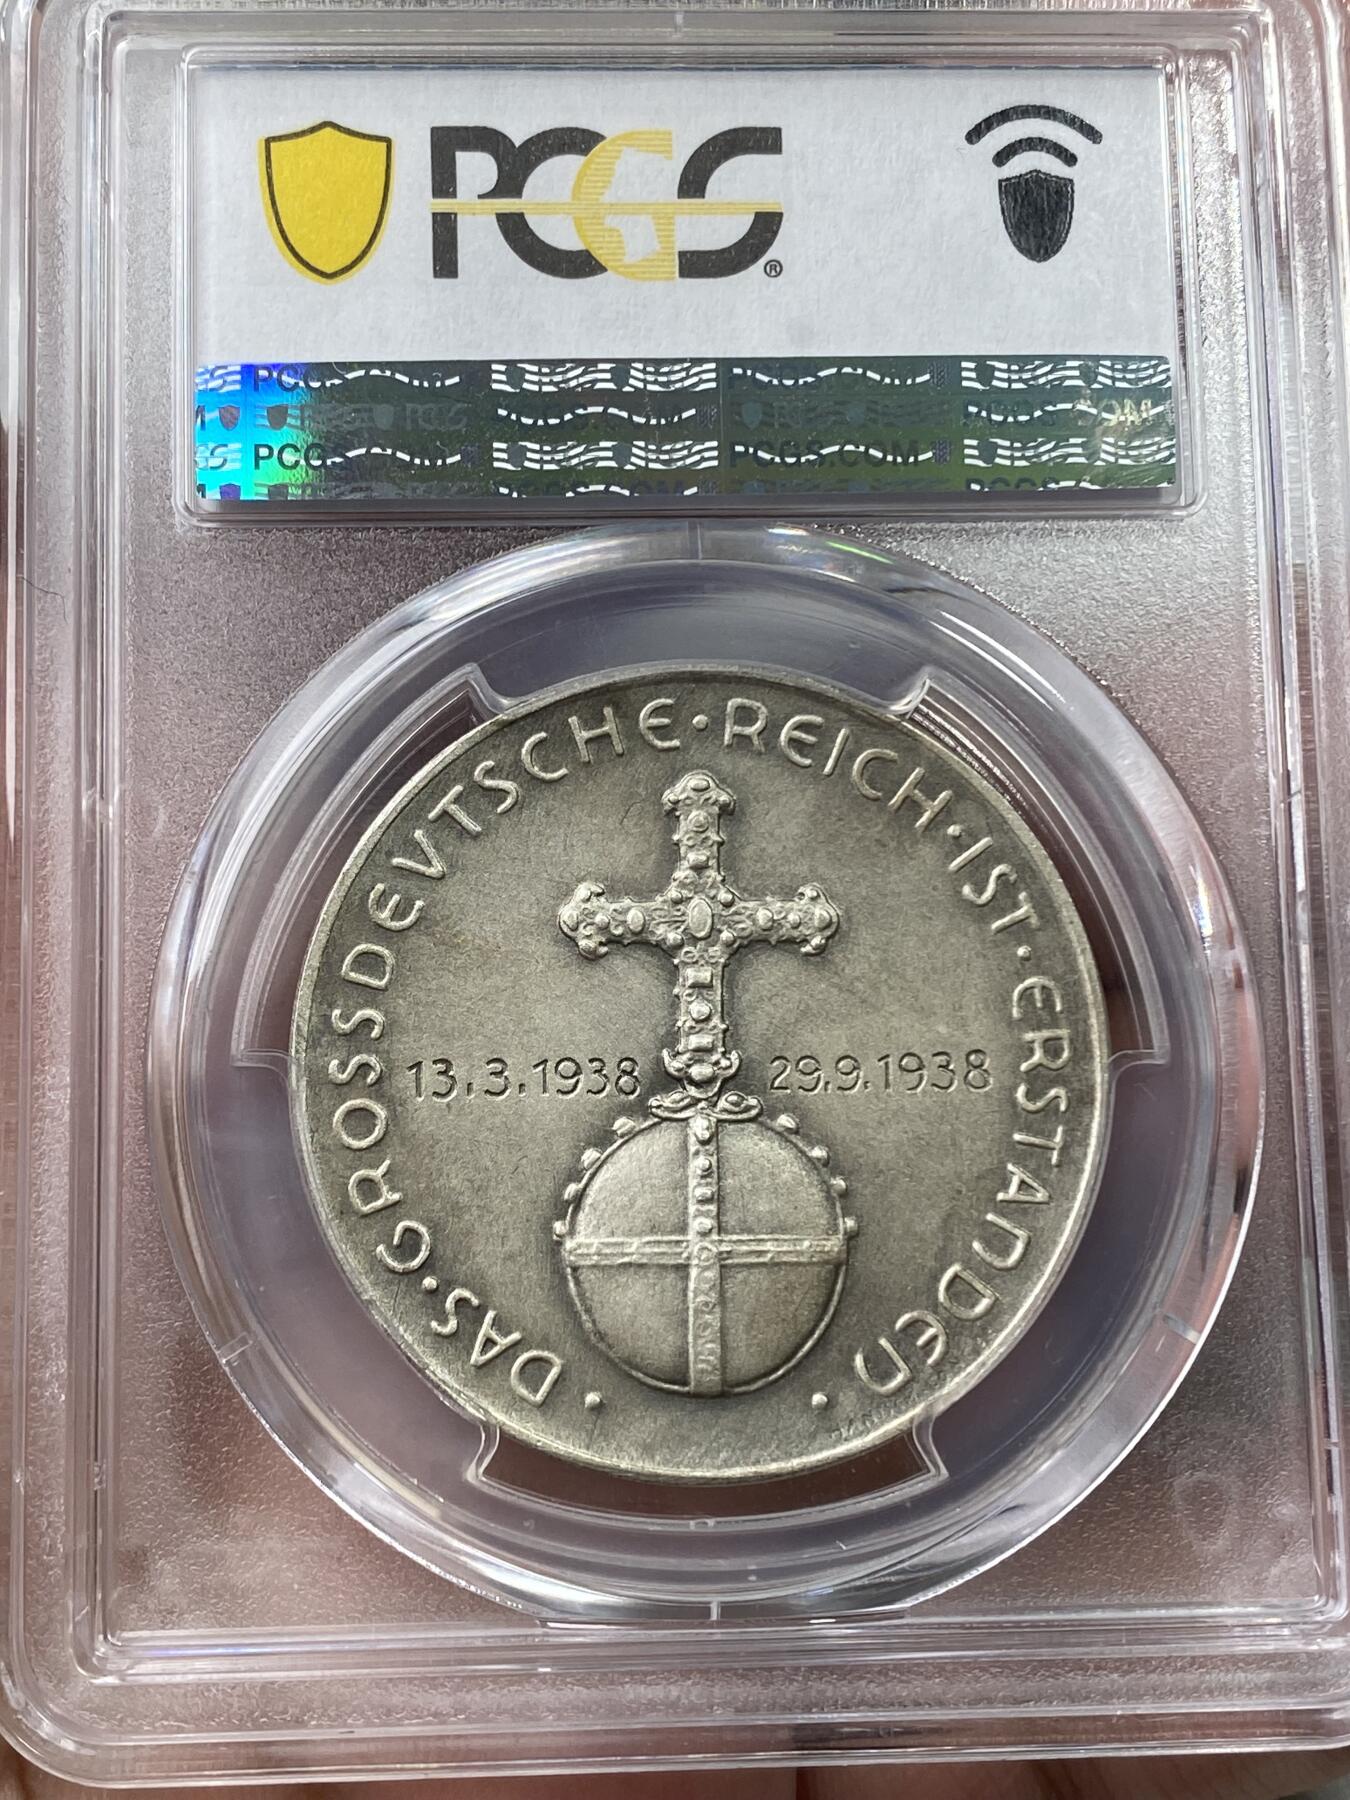 PCGS®
PCGS.COM
DAS·GROSSDEVTSCHE·REICH·IST·ERSTANDEN
13.3.1938 29.9.1938